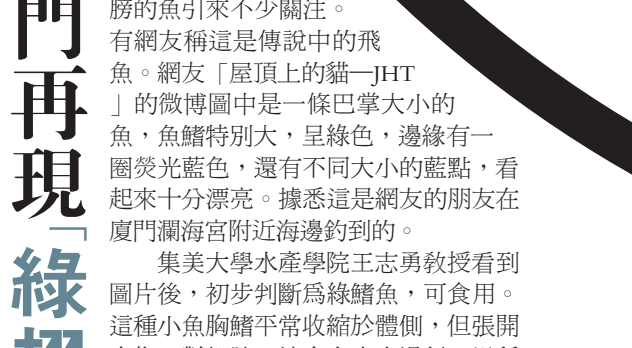 門再現「綠
膀的魚引來不少關注。
有網友稱這是傳說中的飛
魚。網友「屋頂上的貓—JHT
」的微博圖中是一條巴掌大小的
魚，魚鰭特別大，呈綠色，邊緣有一
圈熒光藍色，還有不同大小的藍點，看
起來十分漂亮。據悉這是網友的朋友在
廈門瀾海宮附近海邊釣到的。
集美大學水產學院王志勇教授看到
圖片後，初步判斷爲綠鰭魚，可食用。
這種小魚胸鰭平常收縮於體側，但張開